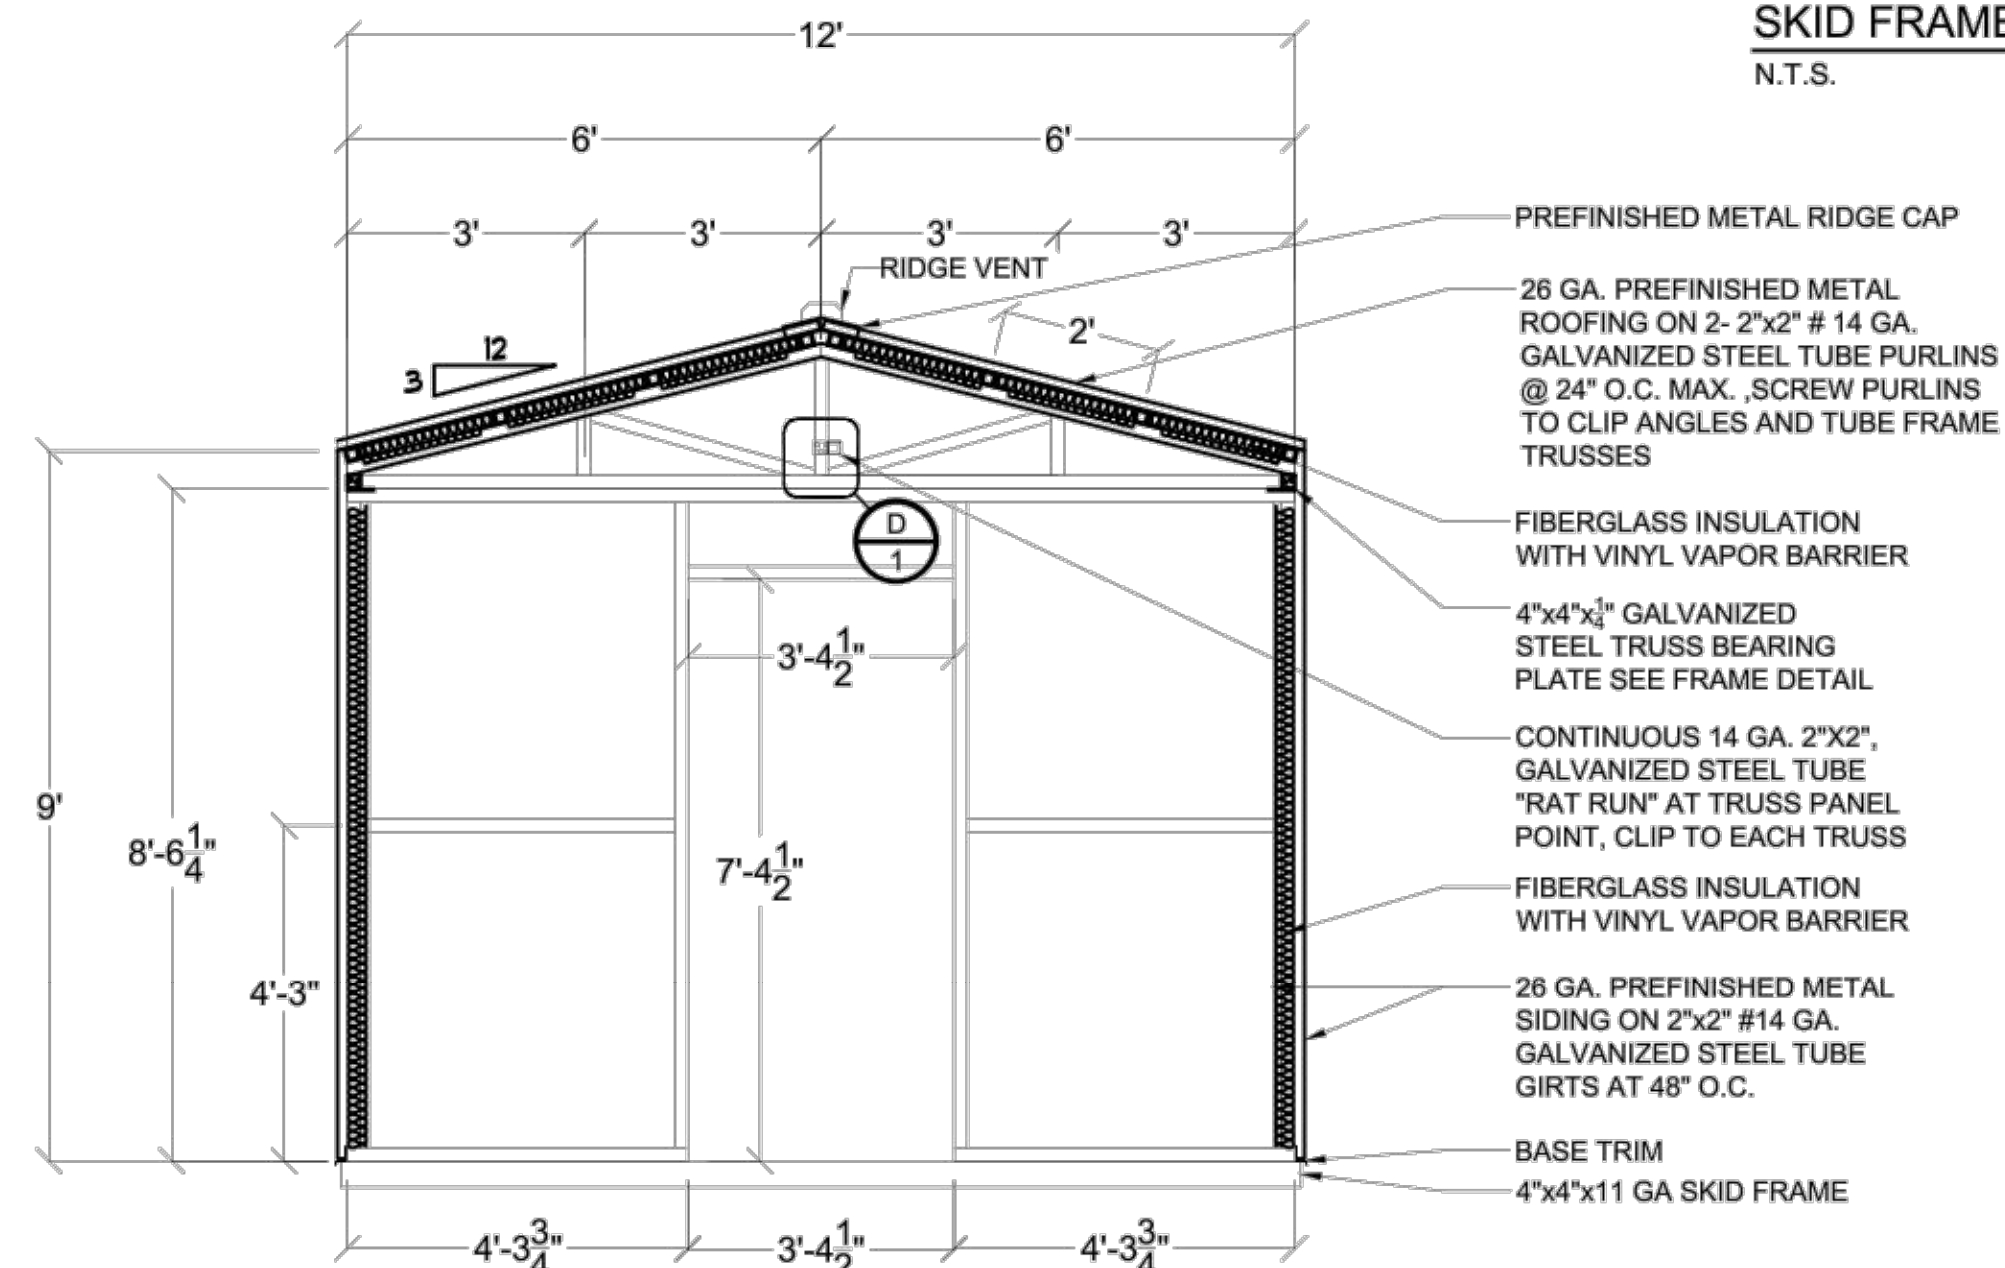 SKID FRAME
N.T.S.
12'
6'
6'
3'
3'
3'
3'
RIDGE VENT
2'
12
3
PREFINISHED METAL RIDGE CAP
26 GA. PREFINISHED METAL
ROOFING ON 2- 2"x2" # 14 GA.
GALVANIZED STEEL TUBE PURLINS
@ 24" O.C. MAX. ,SCREW PURLINS
TO CLIP ANGLES AND TUBE FRAME
TRUSSES
D
1
FIBERGLASS INSULATION
WITH VINYL VAPOR BARRIER
4"x4"x1/4" GALVANIZED
STEEL TRUSS BEARING
PLATE SEE FRAME DETAIL
3'-4 1/2"
CONTINUOUS 14 GA. 2"X2",
GALVANIZED STEEL TUBE
"RAT RUN" AT TRUSS PANEL
POINT, CLIP TO EACH TRUSS
9'
8'-6 1/4"
7'-4 1/2"
4'-3"
FIBERGLASS INSULATION
WITH VINYL VAPOR BARRIER
26 GA. PREFINISHED METAL
SIDING ON 2"x2" #14 GA.
GALVANIZED STEEL TUBE
GIRTS AT 48" O.C.
BASE TRIM
4"x4"x11 GA SKID FRAME
4'-3 3/4"
3'-4 1/2"
4'-3 3/4"